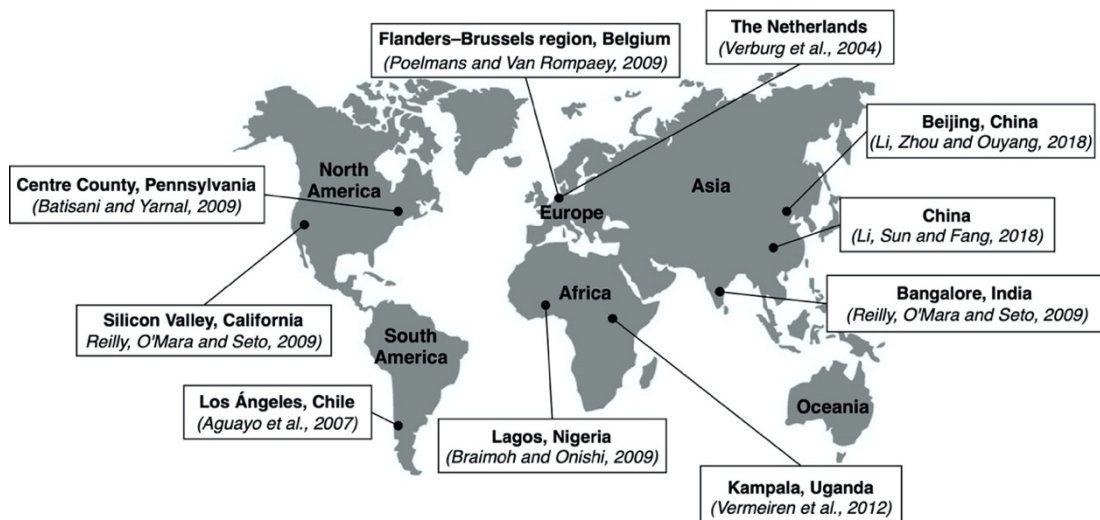 The Netherlands
(Verburg et al., 2004)
Flanders–Brussels region, Belgium
(Poelmans and Van Rompaey, 2009)
Beijing, China
(Li, Zhou and Ouyang, 2018)
North
America
Asia
Centre County, Pennsylvania
(Batisani and Yarnal, 2009)
Europe
China
(Li, Sun and Fang, 2018)
Africa
Bangalore, India
(Reilly, O'Mara and Seto, 2009)
Silicon Valley, California
Reilly, O'Mara and Seto, 2009)
South
America
Los Ángeles, Chile
(Aguayo et al., 2007)
Oceania
Lagos, Nigeria
(Braimoh and Onishi, 2009)
Kampala, Uganda
(Vermeiren et al., 2012)